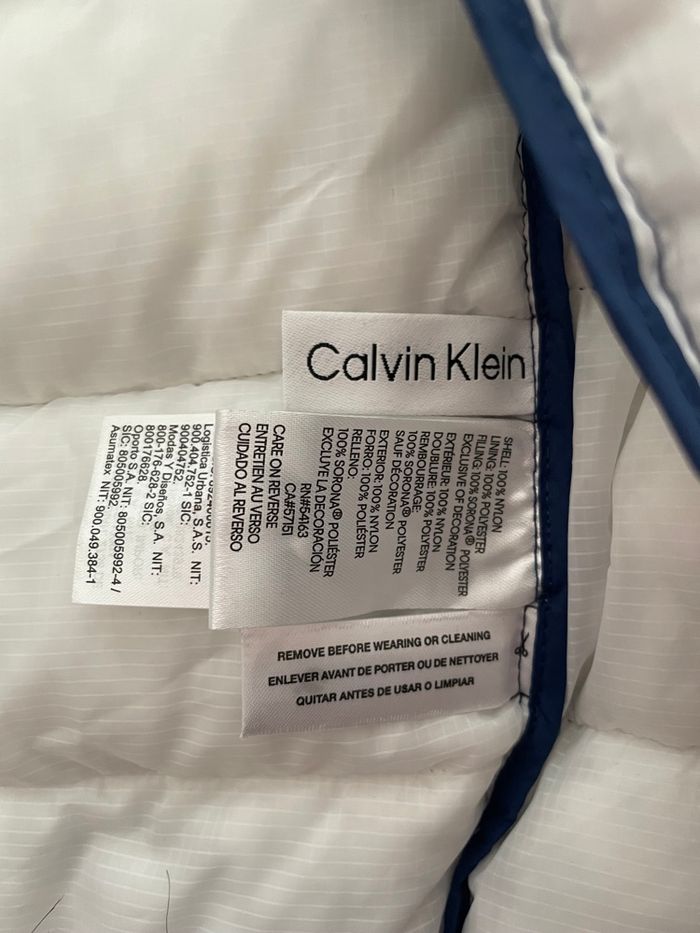 Calvin Klein
SHELL: 100% NYLON
LINING: 100% POLYESTER
FILLING: 100% SORONA® POLYESTER
EXCLUSIVE OF DECORATION
EXTÉRIEUR: 100% NYLON
DOUBLURE: 100% POLYESTER
REMBOURRAGE:
100% SORONA® POLYESTER
SAUF DÉCORATION
EXTERIOR: 100% NYLON
FORRO: 100% POLIÉSTER
RELLENO:
100% SORONA® POLIÉSTER
EXCLUYE LA DECORACIÓN
RN#54163
CA#57151
CARE ON REVERSE
ENTRETIEN AU VERSO
CUIDADO AL REVERSO
Logistica Urbana, S.A.S. NIT:
900.404.752-1 SIC:
900404752.
Modas Y Diseños, S.A. NIT:
800-176-628-2 SIC:
800176628.
Oporto S.A. NIT: 805005992-4 /
SIC: 805005992.
Asumatex. NIT: 900.049.384-1
REMOVE BEFORE WEARING OR CLEANING
ENLEVER AVANT DE PORTER OU DE NETTOYER
QUITAR ANTES DE USAR O LIMPIAR